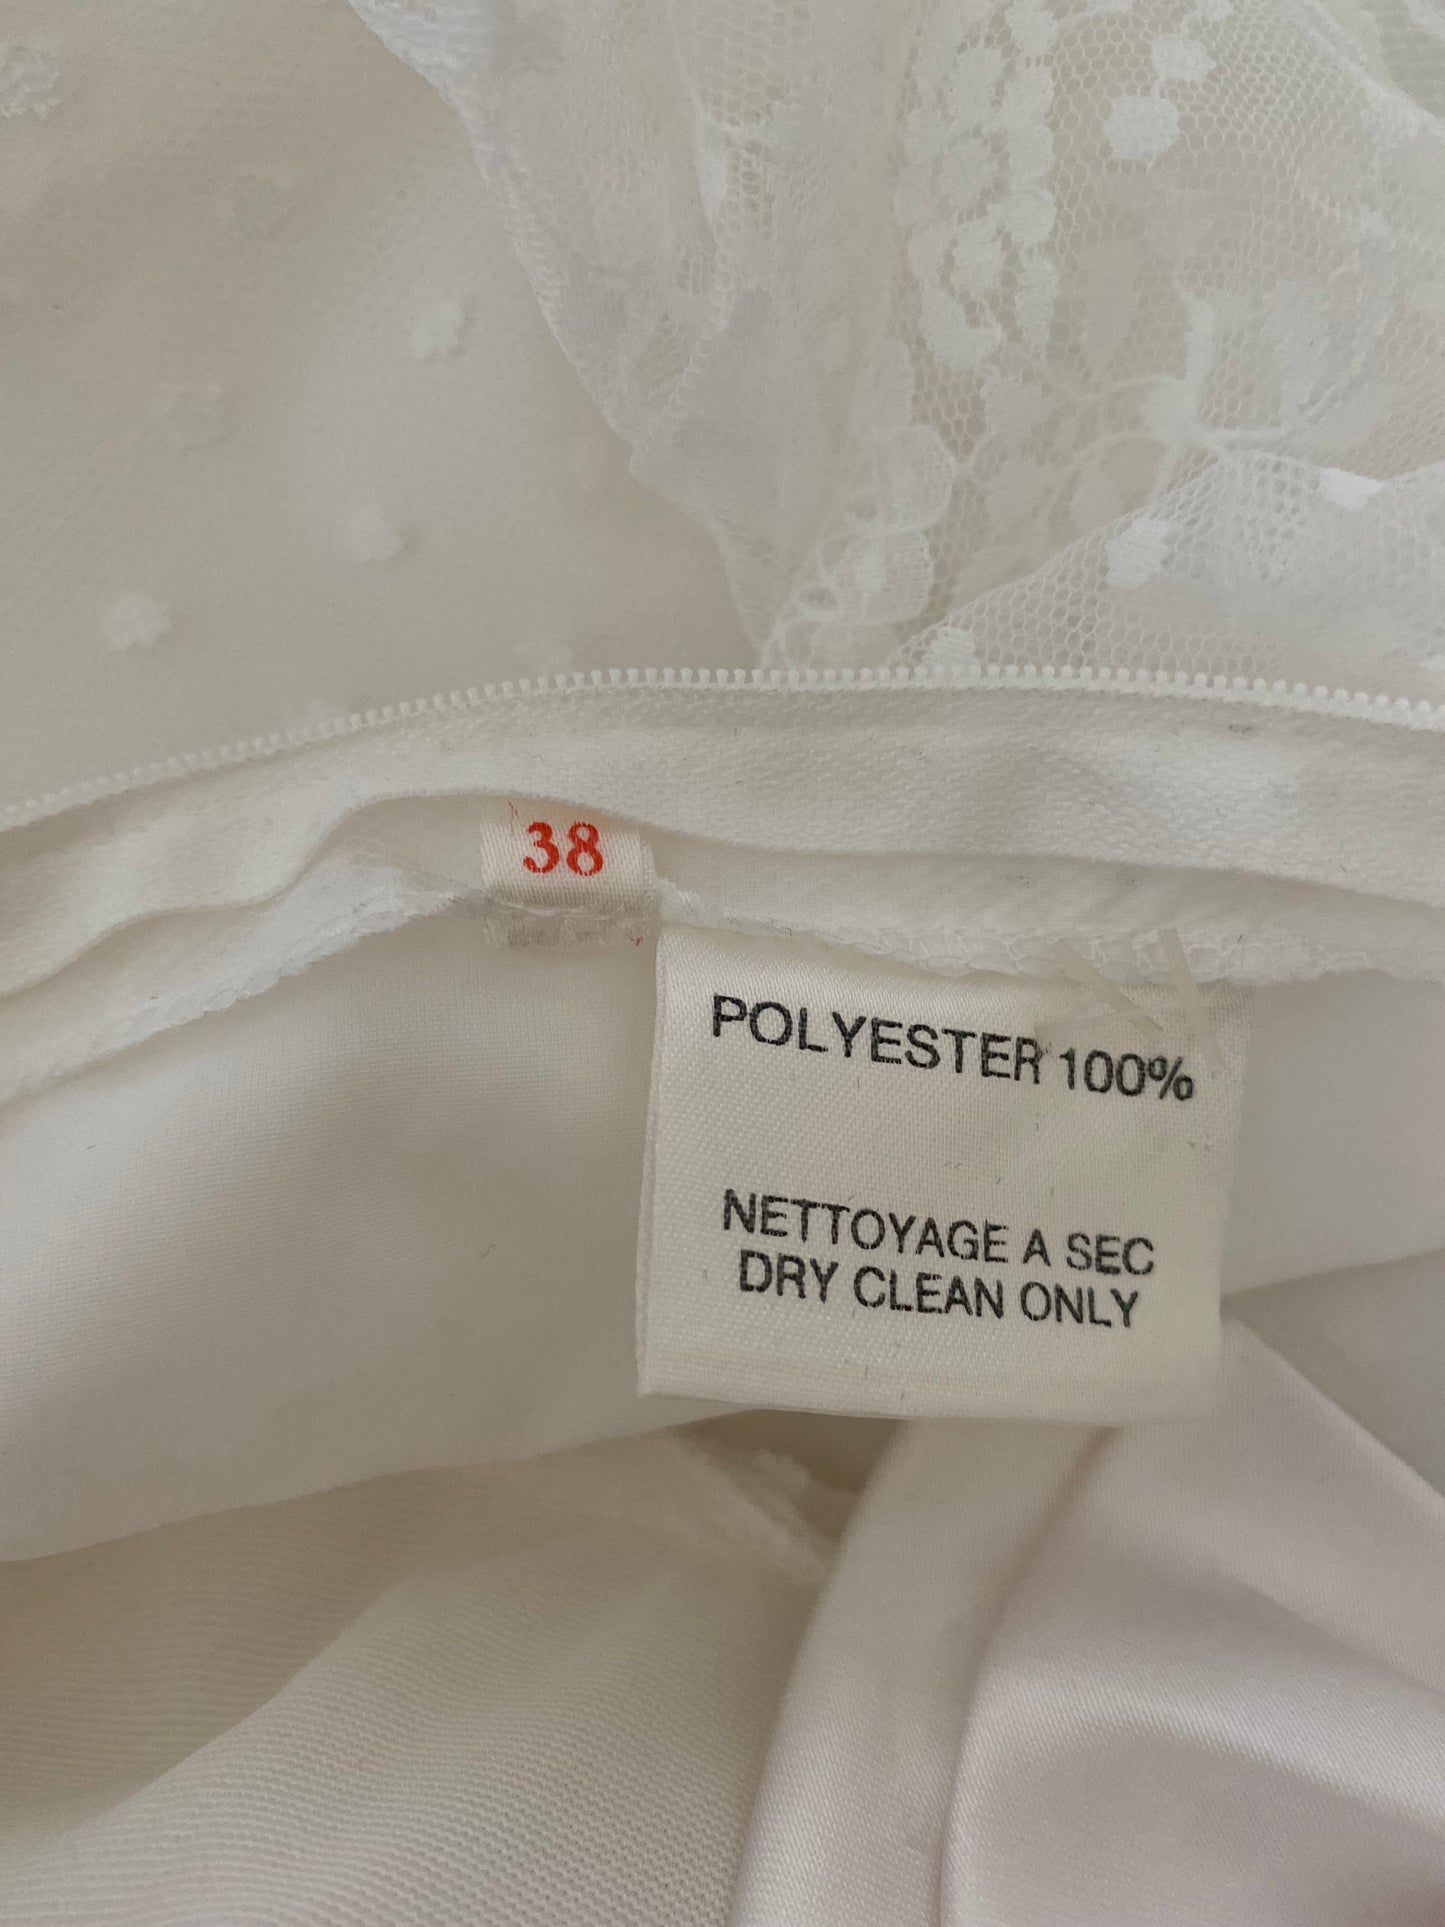 38
POLYESTER 100%
NETTOYAGE A SEC
DRY CLEAN ONLY